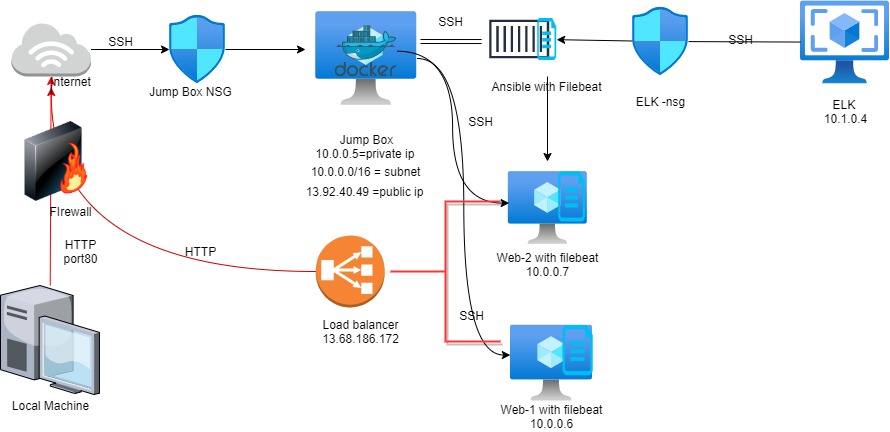 SSH
SSH
SSH
Internet
Jump Box NSG
docker
Ansible with Filebeat
ELK -nsg
ELK
10.1.0.4
SSH
Jump Box
10.0.0.5=private ip
10.0.0.0/16 = subnet
13.92.40.49 =public ip
FIrewall
HTTP
port80
HTTP
Web-2 with filebeat
10.0.0.7
Load balancer
13.68.186.172
SSH
Local Machine
Web-1 with filebeat
10.0.0.6